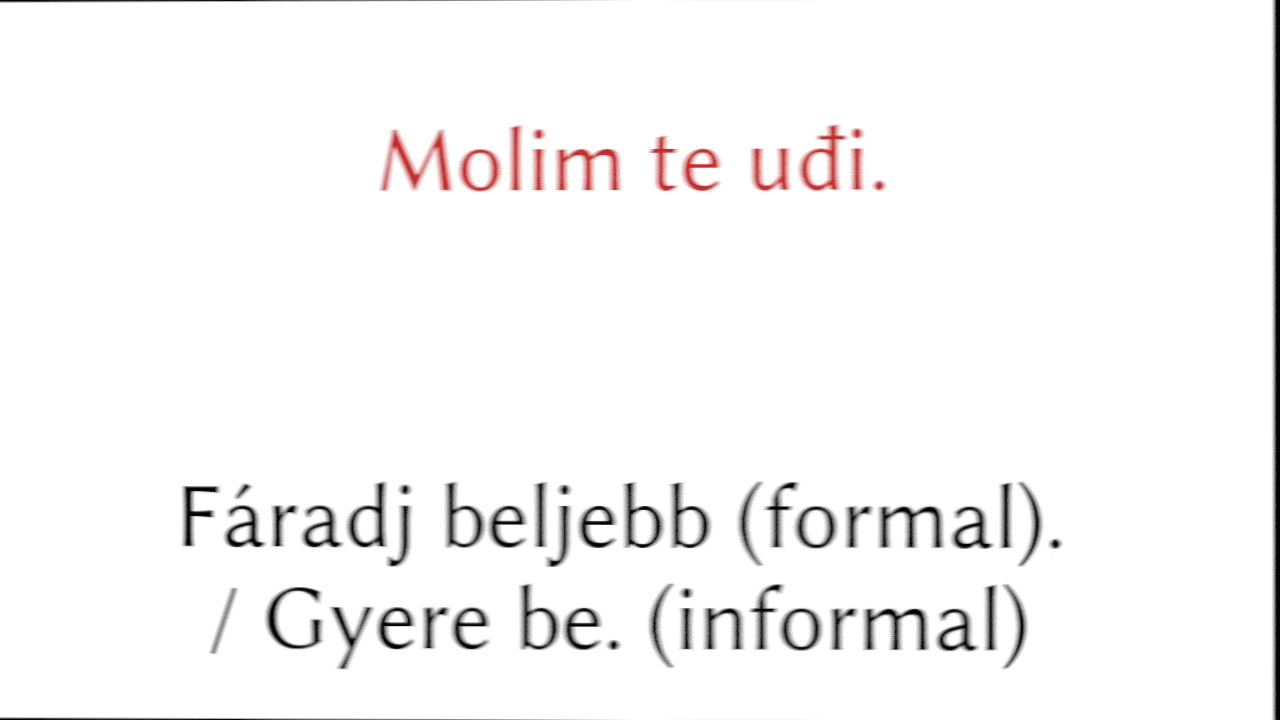 Molim te uđi.
Fáradj beljebb (formal).
/ Gyere be. (informal)